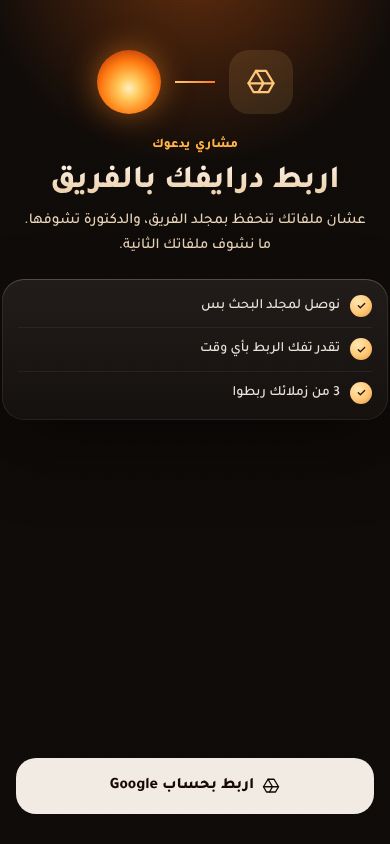 مشاري يدعوك
اربط درايفك بالفريق
عشان ملفاتك تنحفظ بمجلد الفريق، والدكتورة تشوفها.
ما نشوف ملفاتك الثانية.
نوصل لمجلد البحث بس
تقدر تفك الربط بأي وقت
3 من زملائك ربطوا
اربط بحساب Google